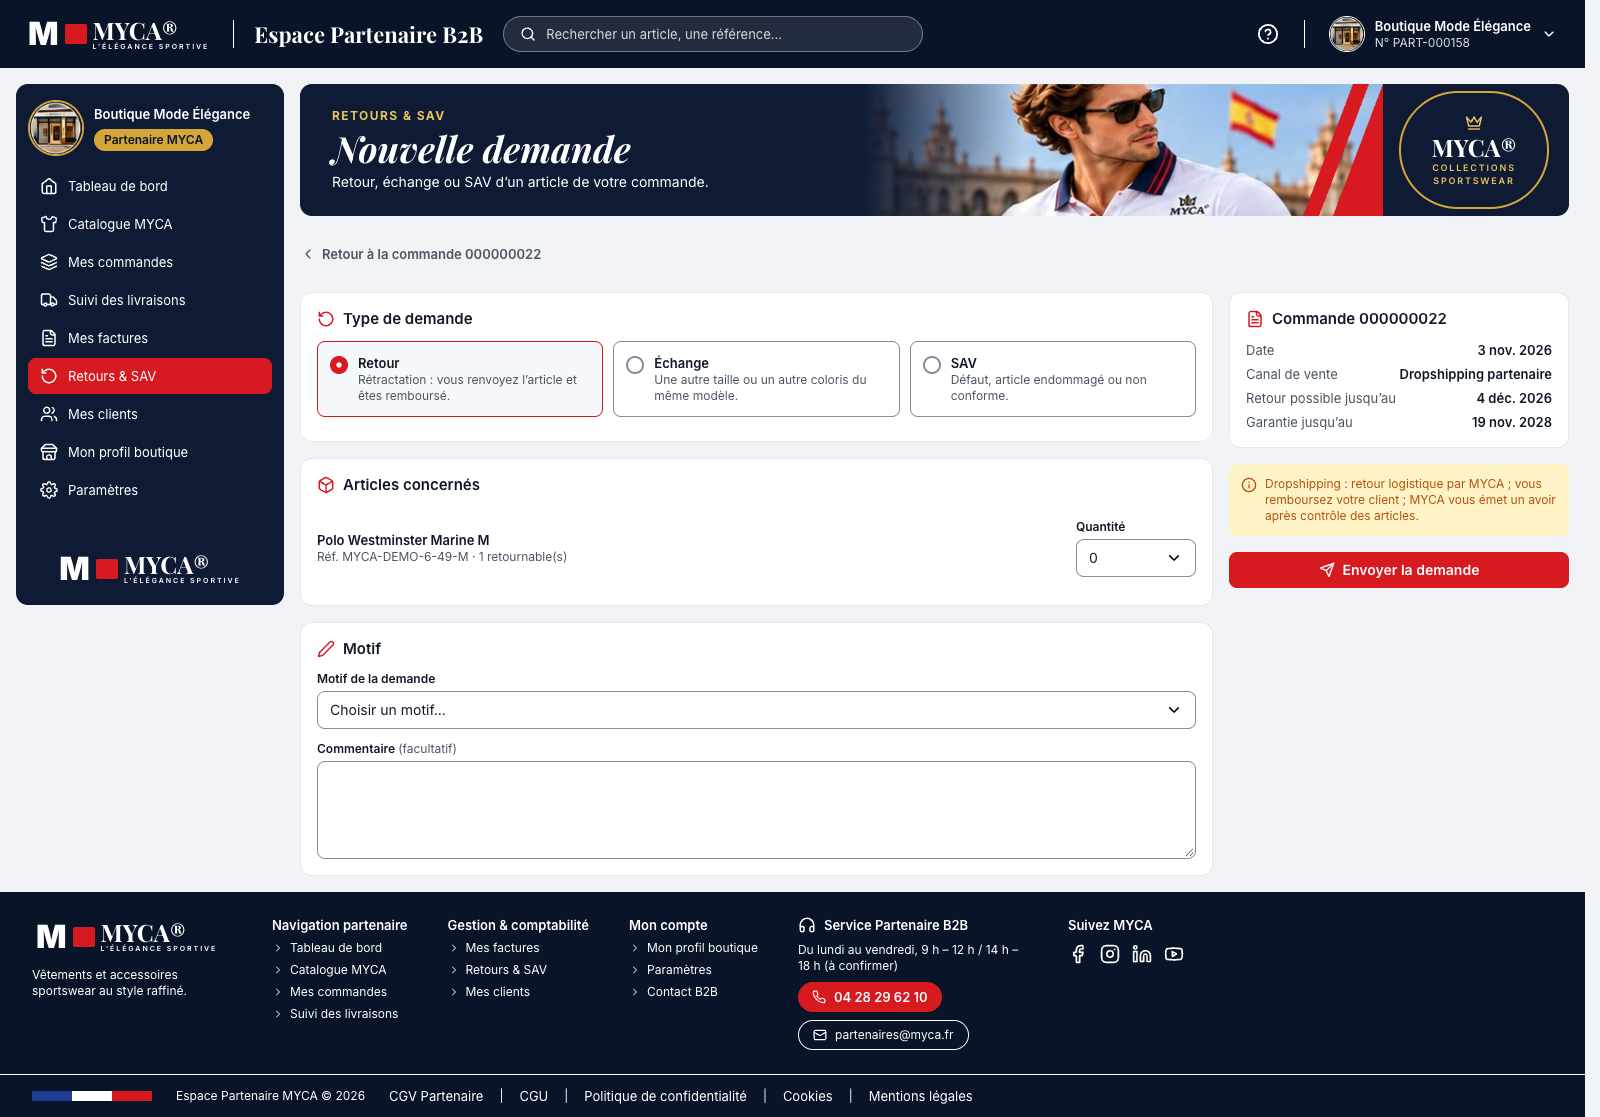 M MYCA®
L'ÉLÉGANCE SPORTIVE
Espace Partenaire B2B
Rechercher un article, une référence...
Boutique Mode Élégance
N° PART-000158
Boutique Mode Élégance
Partenaire MYCA
Tableau de bord
Catalogue MYCA
Mes commandes
Suivi des livraisons
Mes factures
Retours & SAV
Mes clients
Mon profil boutique
Paramètres
M MYCA®
L'ÉLÉGANCE SPORTIVE
RETOURS & SAV
Nouvelle demande
Retour, échange ou SAV d'un article de votre commande.
MYCA®
MYCA®
COLLECTIONS
SPORTSWEAR
Retour à la commande 000000022
Type de demande
Retour
Rétractation : vous renvoyez l'article et
êtes remboursé.
Échange
Une autre taille ou un autre coloris du
même modèle.
SAV
Défaut, article endommagé ou non
conforme.
Articles concernés
Polo Westminster Marine M
Réf. MYCA-DEMO-6-49-M · 1 retournable(s)
Quantité
0
Motif
Motif de la demande
Choisir un motif...
Commentaire (facultatif)
Commande 000000022
Date 3 nov. 2026
Canal de vente Dropshipping partenaire
Retour possible jusqu'au 4 déc. 2026
Garantie jusqu'au 19 nov. 2028
Dropshipping : retour logistique par MYCA ; vous
remboursez votre client ; MYCA vous émet un avoir
après contrôle des articles.
Envoyer la demande
M MYCA®
L'ÉLÉGANCE SPORTIVE
Vêtements et accessoires
sportswear au style raffiné.
Navigation partenaire
Tableau de bord
Catalogue MYCA
Mes commandes
Suivi des livraisons
Gestion & comptabilité
Mes factures
Retours & SAV
Mes clients
Mon compte
Mon profil boutique
Paramètres
Contact B2B
Service Partenaire B2B
Du lundi au vendredi, 9 h – 12 h / 14 h –
18 h (à confirmer)
04 28 29 62 10
partenaires@myca.fr
Suivez MYCA
Espace Partenaire MYCA © 2026
CGV Partenaire
CGU
Politique de confidentialité
Cookies
Mentions légales